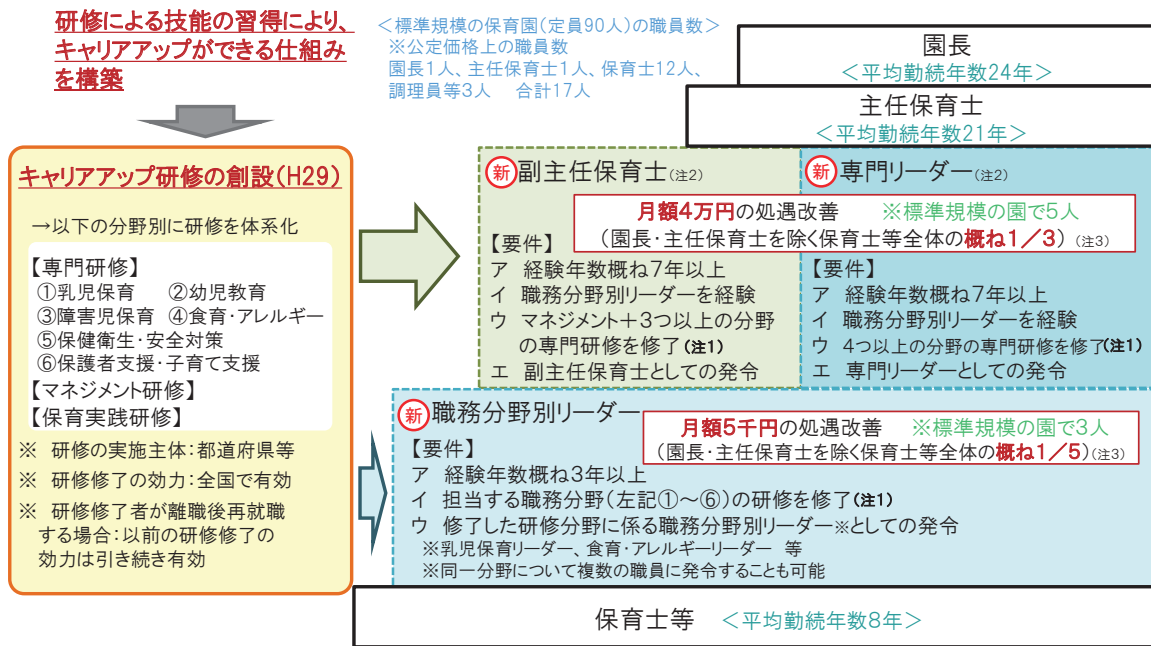 研修による技能の習得により、
キャリアアップができる仕組み
を構築
＜標準規模の保育園(定員90人)の職員数＞
※公定価格上の職員数
園長1人、主任保育士1人、保育士12人、
調理員等3人　合計17人
園長
＜平均勤続年数24年＞
主任保育士
＜平均勤続年数21年＞
キャリアアップ研修の創設(H29)
→以下の分野別に研修を体系化
【専門研修】
①乳児保育　②幼児教育
③障害児保育　④食育・アレルギー
⑤保健衛生・安全対策
⑥保護者支援・子育て支援
【マネジメント研修】
【保育実践研修】
※　研修の実施主体：都道府県等
※　研修修了の効力：全国で有効
※　研修修了者が離職後再就職
する場合：以前の研修修了の
効力は引き続き有効
新 副主任保育士(注2)
新 専門リーダー(注2)
月額4万円の処遇改善　※標準規模の園で5人
(園長・主任保育士を除く保育士等全体の概ね1／3)(注3)
【要件】
ア　経験年数概ね7年以上
イ　職務分野別リーダーを経験
ウ　マネジメント＋3つ以上の分野
の専門研修を修了(注1)
エ　副主任保育士としての発令
【要件】
ア　経験年数概ね7年以上
イ　職務分野別リーダーを経験
ウ　4つ以上の分野の専門研修を修了(注1)
エ　専門リーダーとしての発令
新 職務分野別リーダー
月額5千円の処遇改善　※標準規模の園で3人
(園長・主任保育士を除く保育士等全体の概ね1／5)(注3)
【要件】
ア　経験年数概ね3年以上
イ　担当する職務分野(左記①～⑥)の研修を修了(注1)
ウ　修了した研修分野に係る職務分野別リーダー※としての発令
※乳児保育リーダー、食育・アレルギーリーダー　等
※同一分野について複数の職員に発令することも可能
保育士等　＜平均勤続年数8年＞